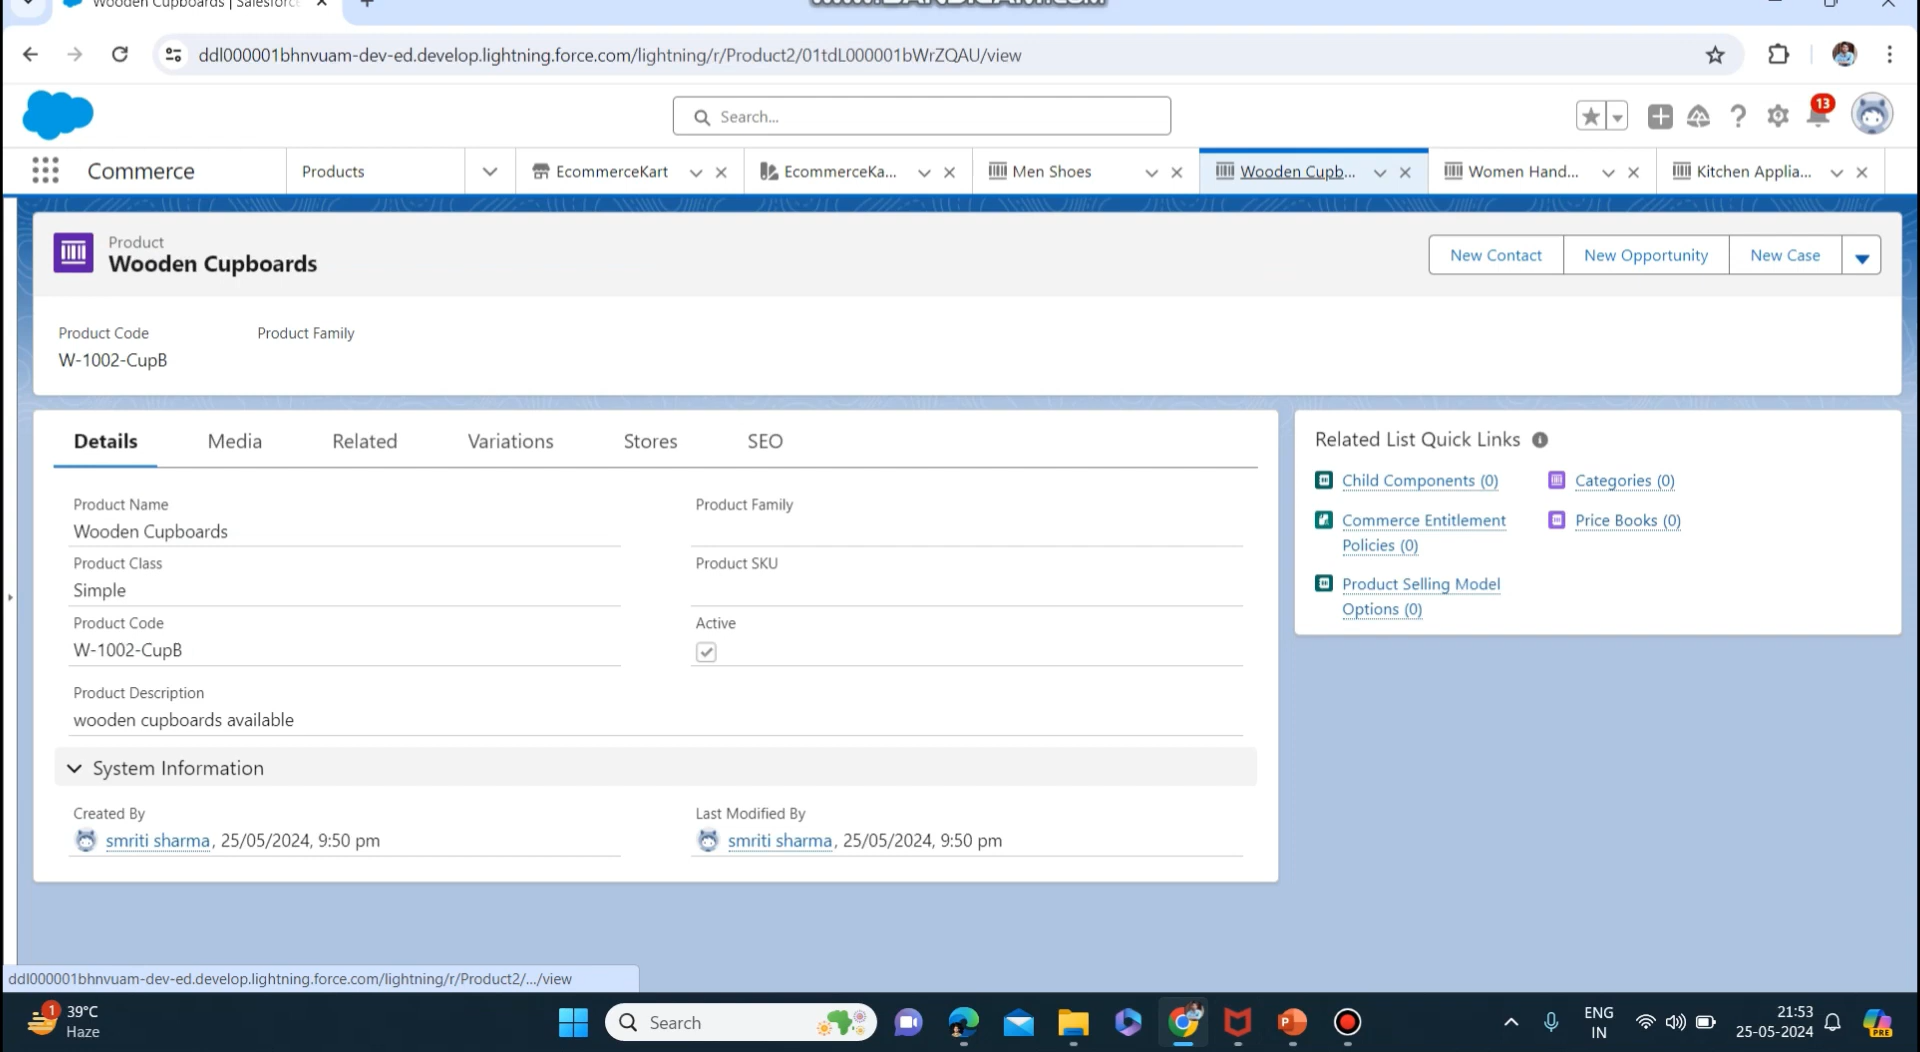 Wooden Cupboards | Salesforce
www.BANDICAM.com
ddl000001bhnvuam-dev-ed.develop.lightning.force.com/lightning/r/Product2/01tdL000001bWrZQAU/view
Search...
13
Commerce
Products
EcommerceKart
EcommerceKa...
Men Shoes
Wooden Cupb...
Women Hand...
Kitchen Applia...
Product
Wooden Cupboards
New Contact
New Opportunity
New Case
Product Code
Product Family
W-1002-CupB
Details
Media
Related
Variations
Stores
SEO
Product Name
Wooden Cupboards
Product Family
Product Class
Simple
Product SKU
Product Code
W-1002-CupB
Active
Product Description
wooden cupboards available
System Information
Created By
smriti sharma, 25/05/2024, 9:50 pm
Last Modified By
smriti sharma, 25/05/2024, 9:50 pm
Related List Quick Links
Child Components (0)
Categories (0)
Commerce Entitlement
Policies (0)
Price Books (0)
Product Selling Model
Options (0)
ddl000001bhnvuam-dev-ed.develop.lightning.force.com/lightning/r/Product2/.../view
1
39°C
Haze
Search
ENG
IN
21:53
25-05-2024
PRE